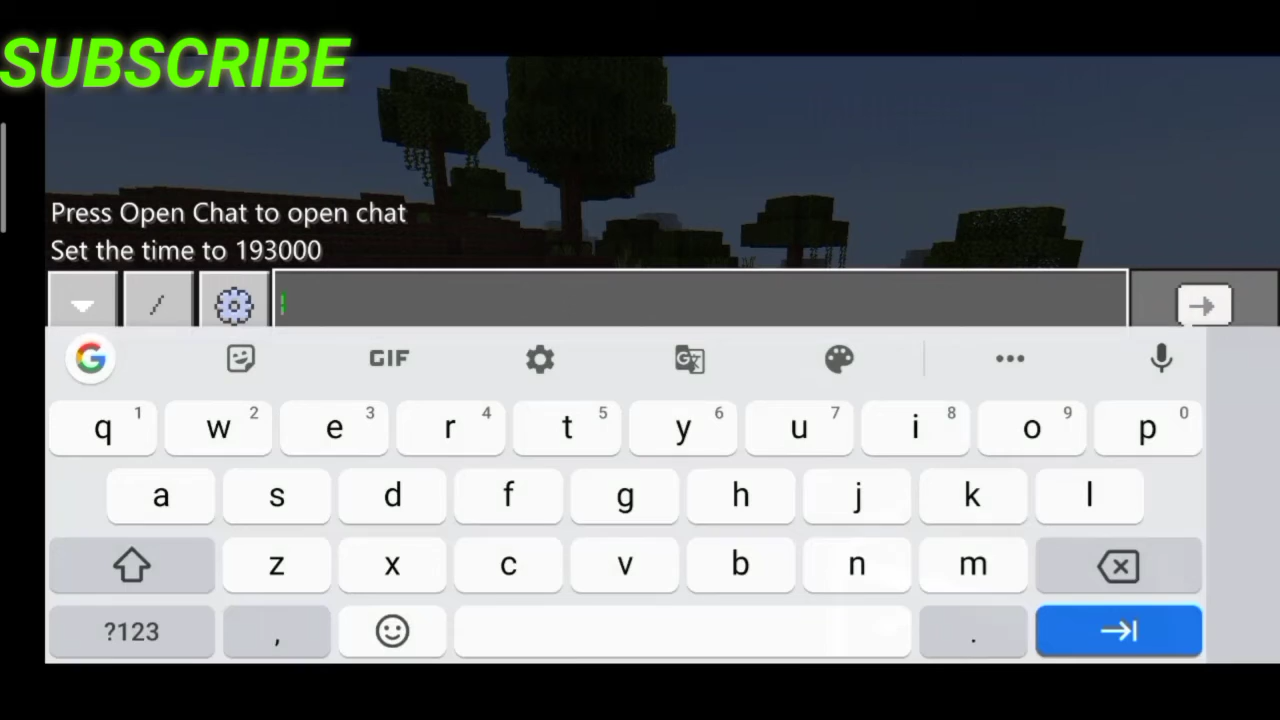 SUBSCRIBE
Press Open Chat to open chat
Set the time to 193000
/
G GIF G
q 1 w 2 e 3 r 4 t 5 y 6 u 7 i 8 o 9 p 0
a s d f g h j k l
z x c v b n m
?123 , .